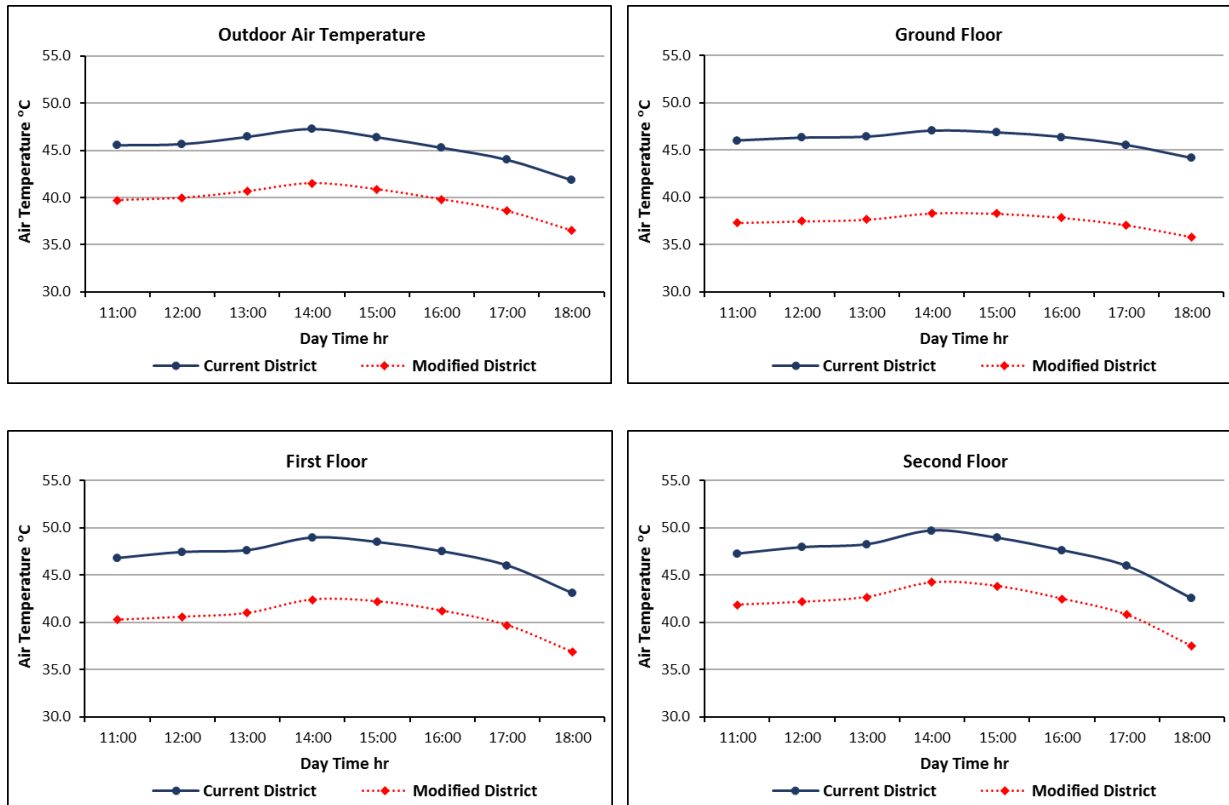 Outdoor Air Temperature
Air Temperature °C
55.0
50.0
45.0
40.0
35.0
30.0
11:00 12:00 13:00 14:00 15:00 16:00 17:00 18:00
Day Time hr
Current District Modified District
Ground Floor
Air Temperature °C
55.0
50.0
45.0
40.0
35.0
30.0
11:00 12:00 13:00 14:00 15:00 16:00 17:00 18:00
Day Time hr
Current District Modified District
First Floor
Air Temperature °C
55.0
50.0
45.0
40.0
35.0
30.0
11:00 12:00 13:00 14:00 15:00 16:00 17:00 18:00
Day Time hr
Current District Modified District
Second Floor
Air Temperature °C
55.0
50.0
45.0
40.0
35.0
30.0
11:00 12:00 13:00 14:00 15:00 16:00 17:00 18:00
Day Time hr
Current District Modified District